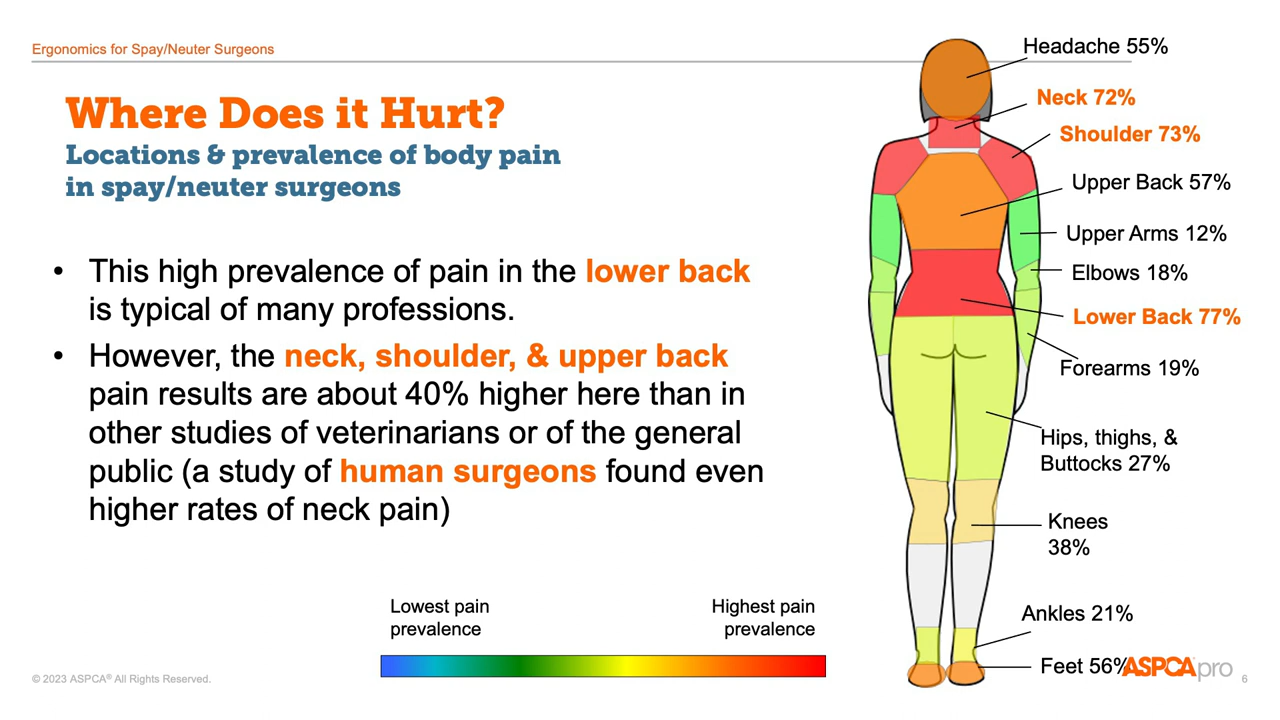 Ergonomics for Spay/Neuter Surgeons
Where Does it Hurt?
Locations & prevalence of body pain
in spay/neuter surgeons
• This high prevalence of pain in the lower back
is typical of many professions.
• However, the neck, shoulder, & upper back
pain results are about 40% higher here than in
other studies of veterinarians or of the general
public (a study of human surgeons found even
higher rates of neck pain)
Lowest pain
prevalence
Highest pain
prevalence
Headache 55%
Neck 72%
Shoulder 73%
Upper Back 57%
Upper Arms 12%
Elbows 18%
Lower Back 77%
Forearms 19%
Hips, thighs, &
Buttocks 27%
Knees
38%
Ankles 21%
Feet 56%
© 2023 ASPCA® All Rights Reserved.
ASPCApro
6